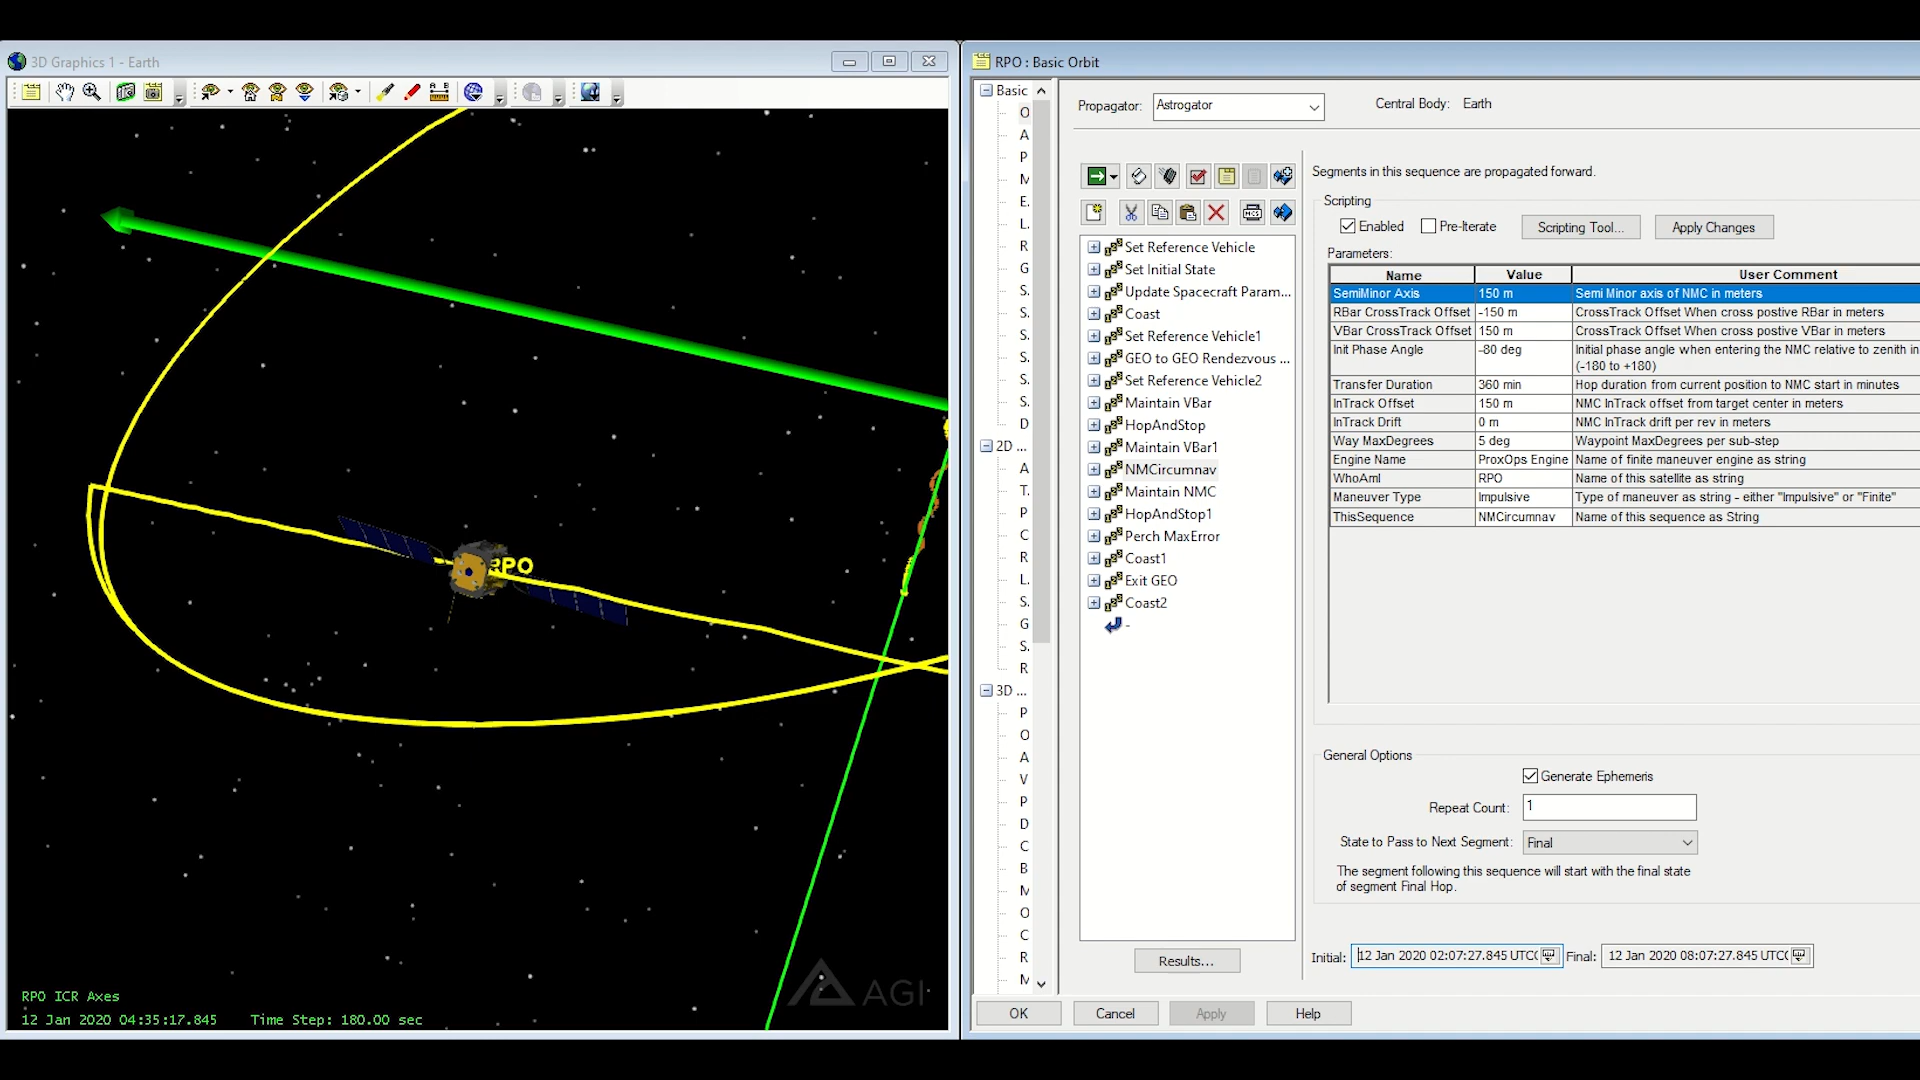 3D Graphics 1 - Earth
RPO
AGI
RPO ICR Axes
12 Jan 2020 04:35:17.845 Time Step: 180.00 sec
RPO : Basic Orbit
Basic
O
A
P
M
E.
L.
R
G
S.
S.
S.
S.
S.
D
2D ...
A
T.
P
C
R
L.
S.
G
S.
R
3D ...
P
O
A
V
P
D
C
B
M
O
C
R
M
Propagator: Astrogator Central Body: Earth
Set Reference Vehicle
Set Initial State
Update Spacecraft Param...
Coast
Set Reference Vehicle1
GEO to GEO Rendezvous ...
Set Reference Vehicle2
Maintain VBar
HopAndStop
Maintain VBar1
NMCircumnav
Maintain NMC
HopAndStop1
Perch MaxError
Coast1
Exit GEO
Coast2
-
Results...
Segments in this sequence are propagated forward.
Scripting
Enabled Pre-Iterate Scripting Tool... Apply Changes
Parameters:
Name Value User Comment
SemiMinor Axis 150 m Semi Minor axis of NMC in meters
RBar CrossTrack Offset -150 m CrossTrack Offset When cross postive RBar in meters
VBar CrossTrack Offset 150 m CrossTrack Offset When cross postive VBar in meters
Init Phase Angle -80 deg Initial phase angle when entering the NMC relative to zenith in
(-180 to +180)
Transfer Duration 360 min Hop duration from current position to NMC start in minutes
InTrack Offset 150 m NMC InTrack offset from target center in meters
InTrack Drift 0 m NMC InTrack drift per rev in meters
Way MaxDegrees 5 deg Waypoint MaxDegrees per sub-step
Engine Name ProxOps Engine Name of finite maneuver engine as string
WhoAmI RPO Name of this satellite as string
Maneuver Type Impulsive Type of maneuver as string - either "Impulsive" or "Finite"
ThisSequence NMCircumnav Name of this sequence as String
General Options
Generate Ephemeris
Repeat Count: 1
State to Pass to Next Segment: Final
The segment following this sequence will start with the final state
of segment Final Hop.
Initial: 12 Jan 2020 02:07:27.845 UTC Final: 12 Jan 2020 08:07:27.845 UTC
OK Cancel Apply Help